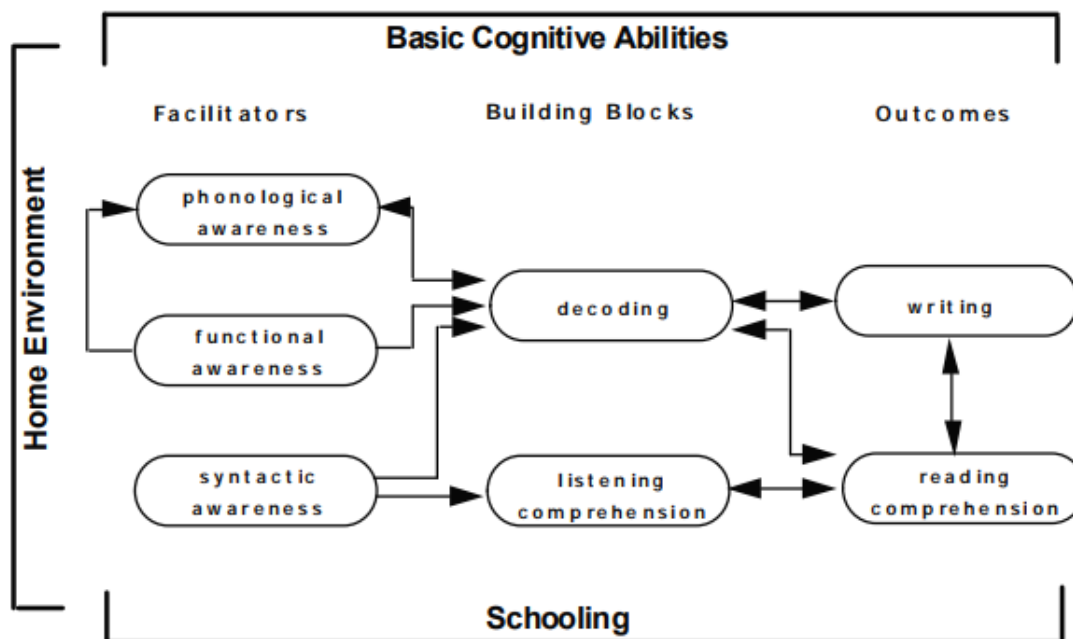 Basic Cognitive Abilities
Home Environment
Facilitators
Building Blocks
Outcomes
phonological
awareness
functional
awareness
decoding
writing
syntactic
awareness
listening
comprehension
reading
comprehension
Schooling